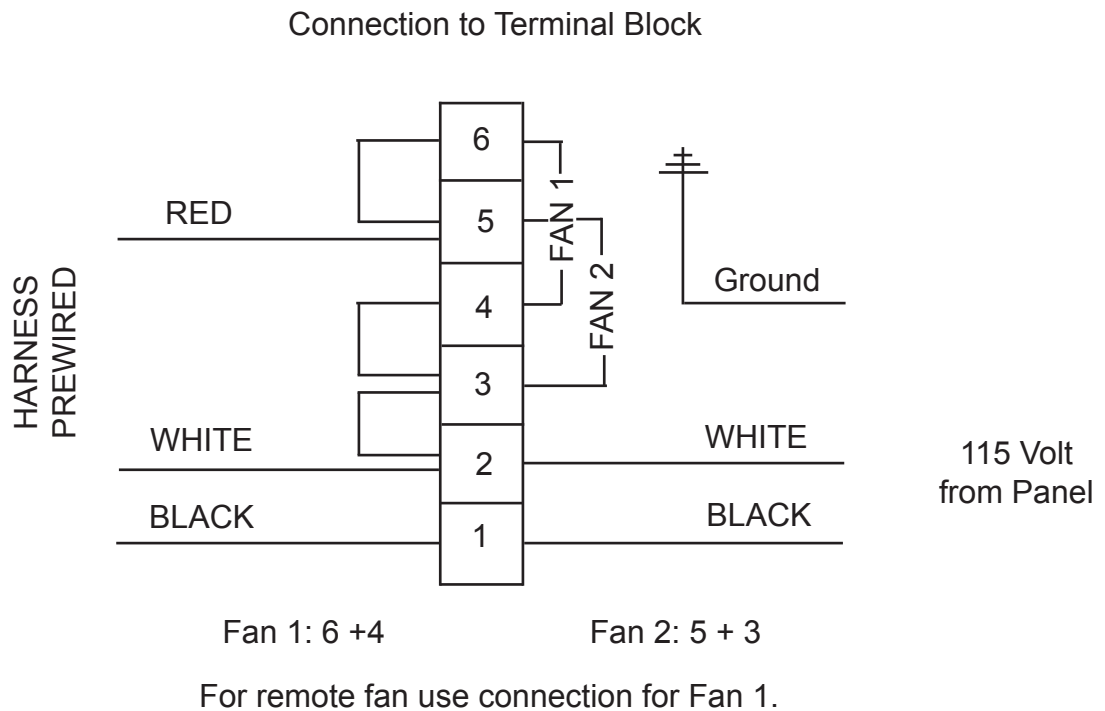 Connection to Terminal Block
6
5
4
3
2
1
RED
WHITE
BLACK
HARNESS
PREWIRED
FAN 1
FAN 2
Ground
WHITE
BLACK
115 Volt
from Panel
Fan 1: 6 +4
Fan 2: 5 + 3
For remote fan use connection for Fan 1.